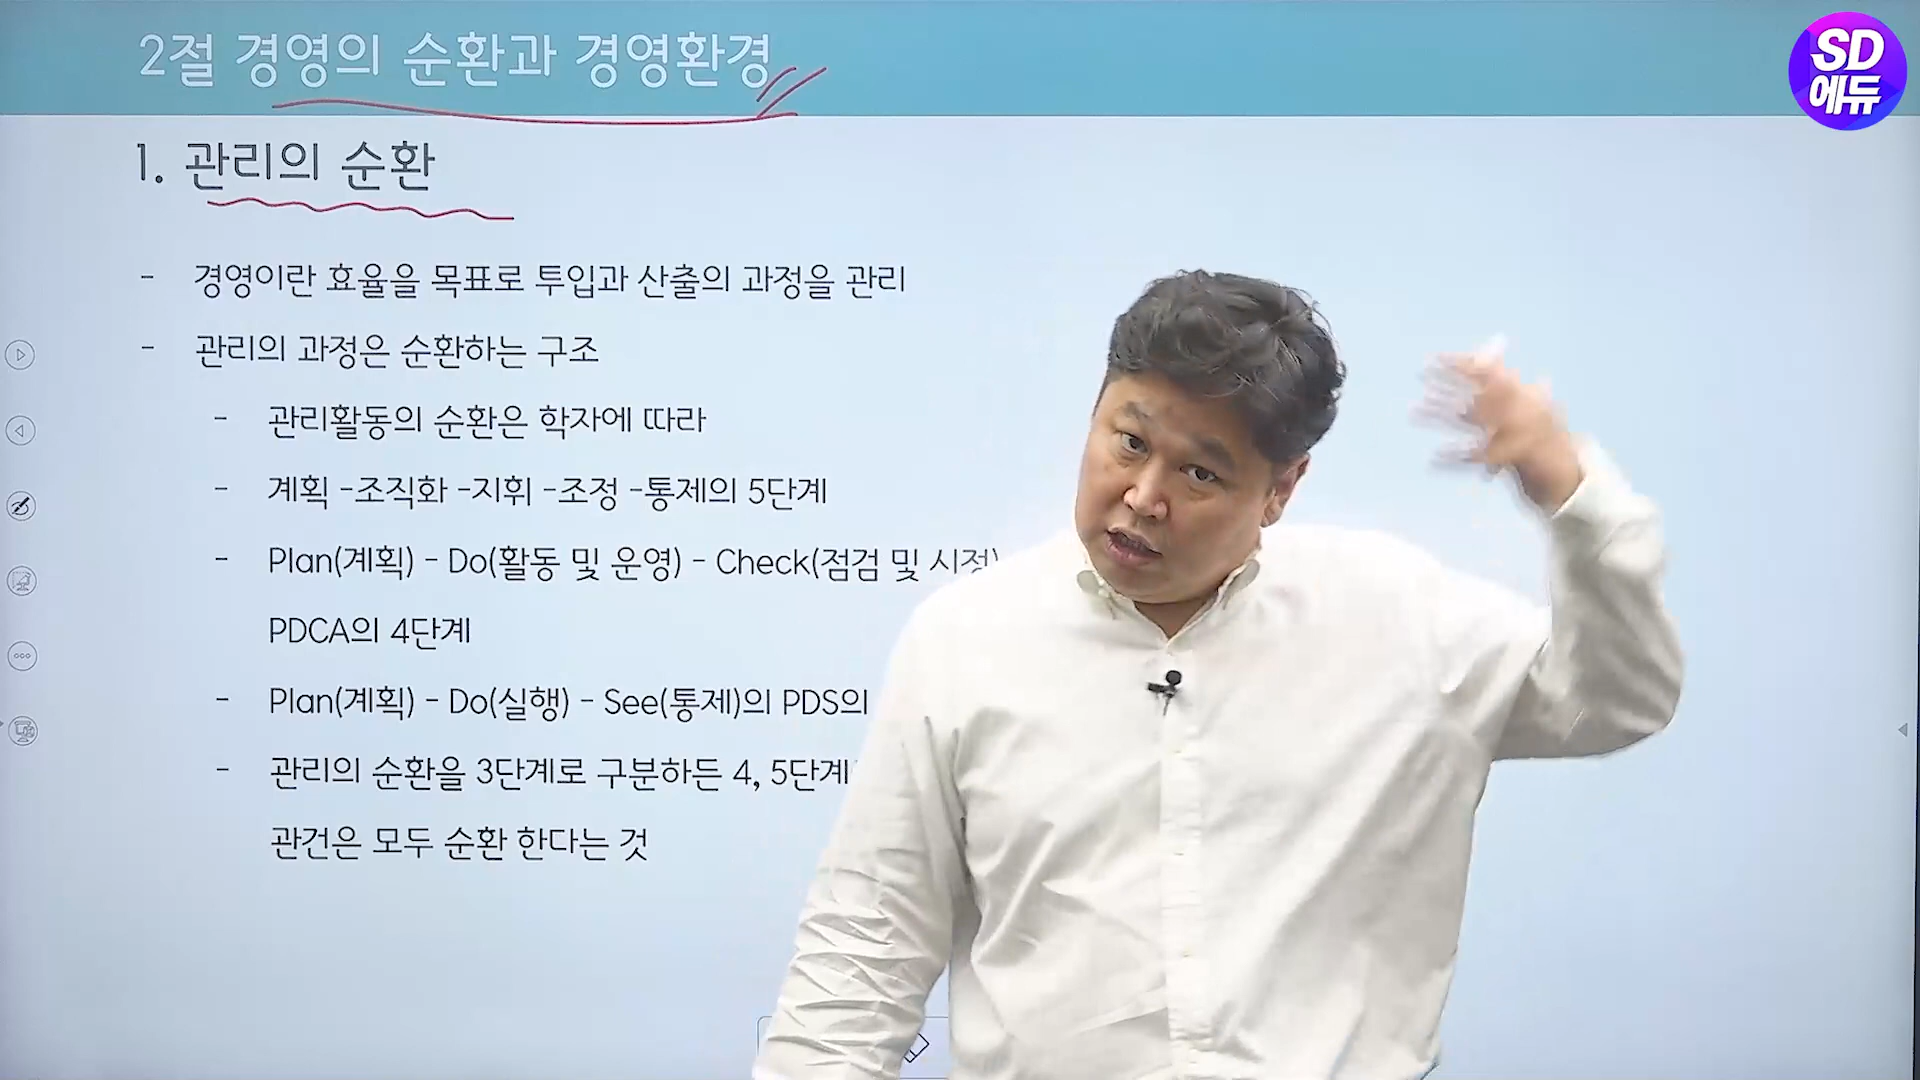 2절 경영의 순환과 경영환경
SD
에듀
1. 관리의 순환
- 경영이란 효율을 목표로 투입과 산출의 과정을 관리
- 관리의 과정은 순환하는 구조
- 관리활동의 순환은 학자에 따라
- 계획 -조직화 -지휘 -조정 -통제의 5단계
- Plan(계획) - Do(활동 및 운영) - Check(점검 및 시정)
PDCA의 4단계
- Plan(계획) - Do(실행) - See(통제)의 PDS의
- 관리의 순환을 3단계로 구분하든 4, 5단계
관건은 모두 순환 한다는 것